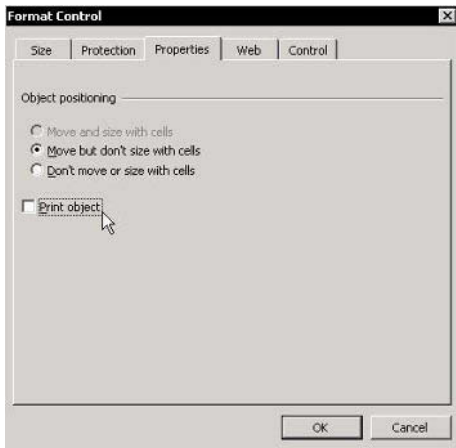 Format Control
Size Protection Properties Web Control
Object positioning
Move and size with cells
Move but don't size with cells
Don't move or size with cells
Print object
OK Cancel